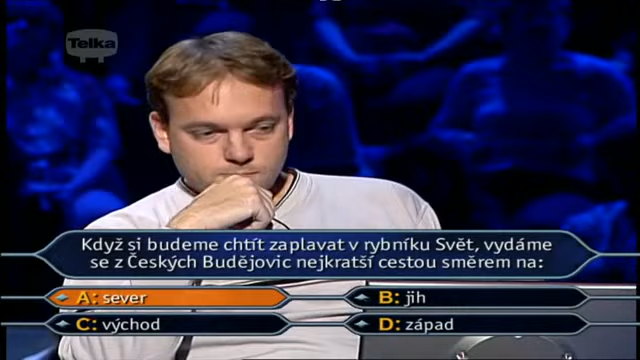 Telka
Když si budeme chtít zaplavat v rybníku Svět, vydáme
se z Českých Budějovic nejkratší cestou směrem na:
A: sever
B: jih
C: východ
D: západ